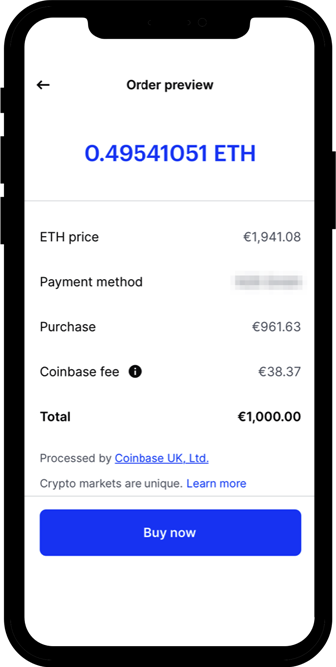 Order preview
0.49541051 ETH
ETH price €1,941.08
Payment method
Purchase €961.63
Coinbase fee €38.37
Total €1,000.00
Processed by Coinbase UK, Ltd.
Crypto markets are unique. Learn more
Buy now